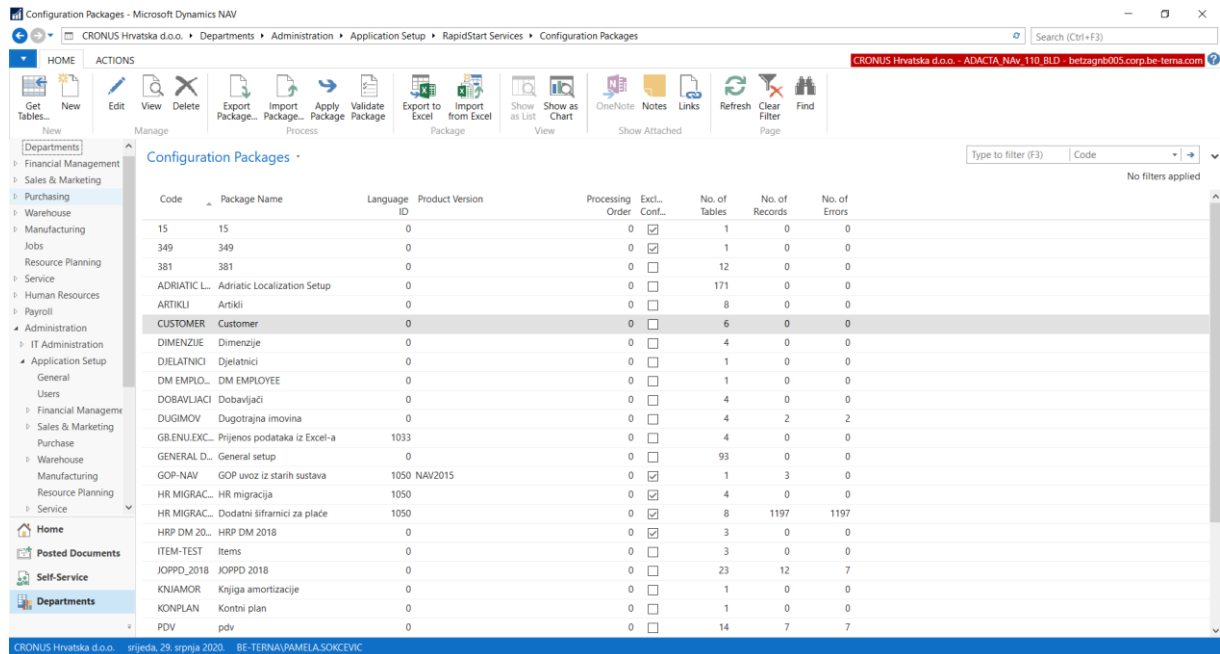 Configuration Packages - Microsoft Dynamics NAV
CRONUS Hrvatska d.o.o. Departments Administration Application Setup RapidStart Services Configuration Packages
Search (Ctrl+F3)
HOME ACTIONS
CRONUS Hrvatska d.o.o. - ADACTA_NAv_110_BLD - betzagnb005.corp.be-terna.com
Get Tables... New Edit View Delete Export Package... Import Package... Apply Package Validate Package Export to Excel Import from Excel Show as List Show as Chart OneNote Notes Links Refresh Clear Filter Find
New Manage Process Package View Show Attached Page
Departments
Financial Management
Sales & Marketing
Purchasing
Warehouse
Manufacturing
Jobs
Resource Planning
Service
Human Resources
Payroll
Administration
IT Administration
Application Setup
General
Users
Financial Manageme
Sales & Marketing
Purchase
Warehouse
Manufacturing
Resource Planning
Service
Home
Posted Documents
Self-Service
Departments
Configuration Packages
Type to filter (F3) Code
No filters applied
Code Package Name Language ID Product Version Processing Order Excl... Conf... No. of Tables No. of Records No. of Errors
15 15 0 0 1 0 0
349 349 0 0 1 0 0
381 381 0 0 12 0 0
ADRIATIC L... Adriatic Localization Setup 0 0 171 0 0
ARTIKLI Artikli 0 0 8 0 0
CUSTOMER Customer 0 0 6 0 0
DIMENZIJE Dimenzije 0 0 4 0 0
DJELATNICI Djelatnici 0 0 1 0 0
DM EMPLO... DM EMPLOYEE 0 0 1 0 0
DOBAVLJACI Dobavljači 0 0 4 0 0
DUGIMOV Dugotrajna imovina 0 0 4 2 2
GB.ENU.EXC... Prijenos podataka iz Excel-a 1033 0 4 0 0
GENERAL D... General setup 0 0 93 0 0
GOP-NAV GOP uvoz iz starih sustava 1050 NAV2015 0 1 3 0
HR MIGRAC... HR migracija 1050 0 4 0 0
HR MIGRAC... Dodatni šifrarnici za plaće 1050 0 8 1197 1197
HRP DM 20... HRP DM 2018 0 0 3 0 0
ITEM-TEST Items 0 0 3 0 0
JOPPD_2018 JOPPD 2018 0 0 23 12 7
KNJAMOR Knjiga amortizacije 0 0 1 0 0
KONPLAN Kontni plan 0 0 1 0 0
PDV pdv 0 0 14 7 7
CRONUS Hrvatska d.o.o. srijeda, 29. srpnja 2020. BE-TERNA\PAMELA.SOKCEVIC